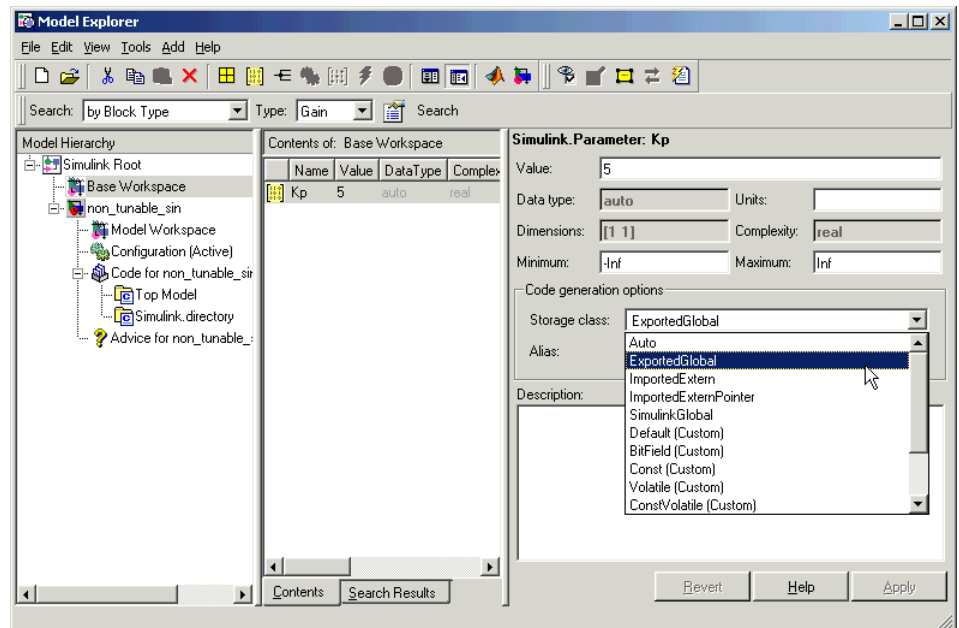 Model Explorer
File Edit View Tools Add Help
Search: by Block Type Type: Gain Search
Model Hierarchy
Simulink Root
Base Workspace
non_tunable_sin
Model Workspace
Configuration (Active)
Code for non_tunable_sin
Top Model
Simulink.directory
Advice for non_tunable_s
Contents of: Base Workspace
Name Value DataType Complex
Kp 5 auto real
Contents Search Results
Simulink.Parameter: Kp
Value: 5
Data type: auto Units:
Dimensions: [1 1] Complexity: real
Minimum: -Inf Maximum: Inf
Code generation options
Storage class: ExportedGlobal
Alias:
Auto
ExportedGlobal
ImportedExtern
ImportedExternPointer
SimulinkGlobal
Default (Custom)
BitField (Custom)
Const (Custom)
Volatile (Custom)
ConstVolatile (Custom)
Description:
Revert Help Apply